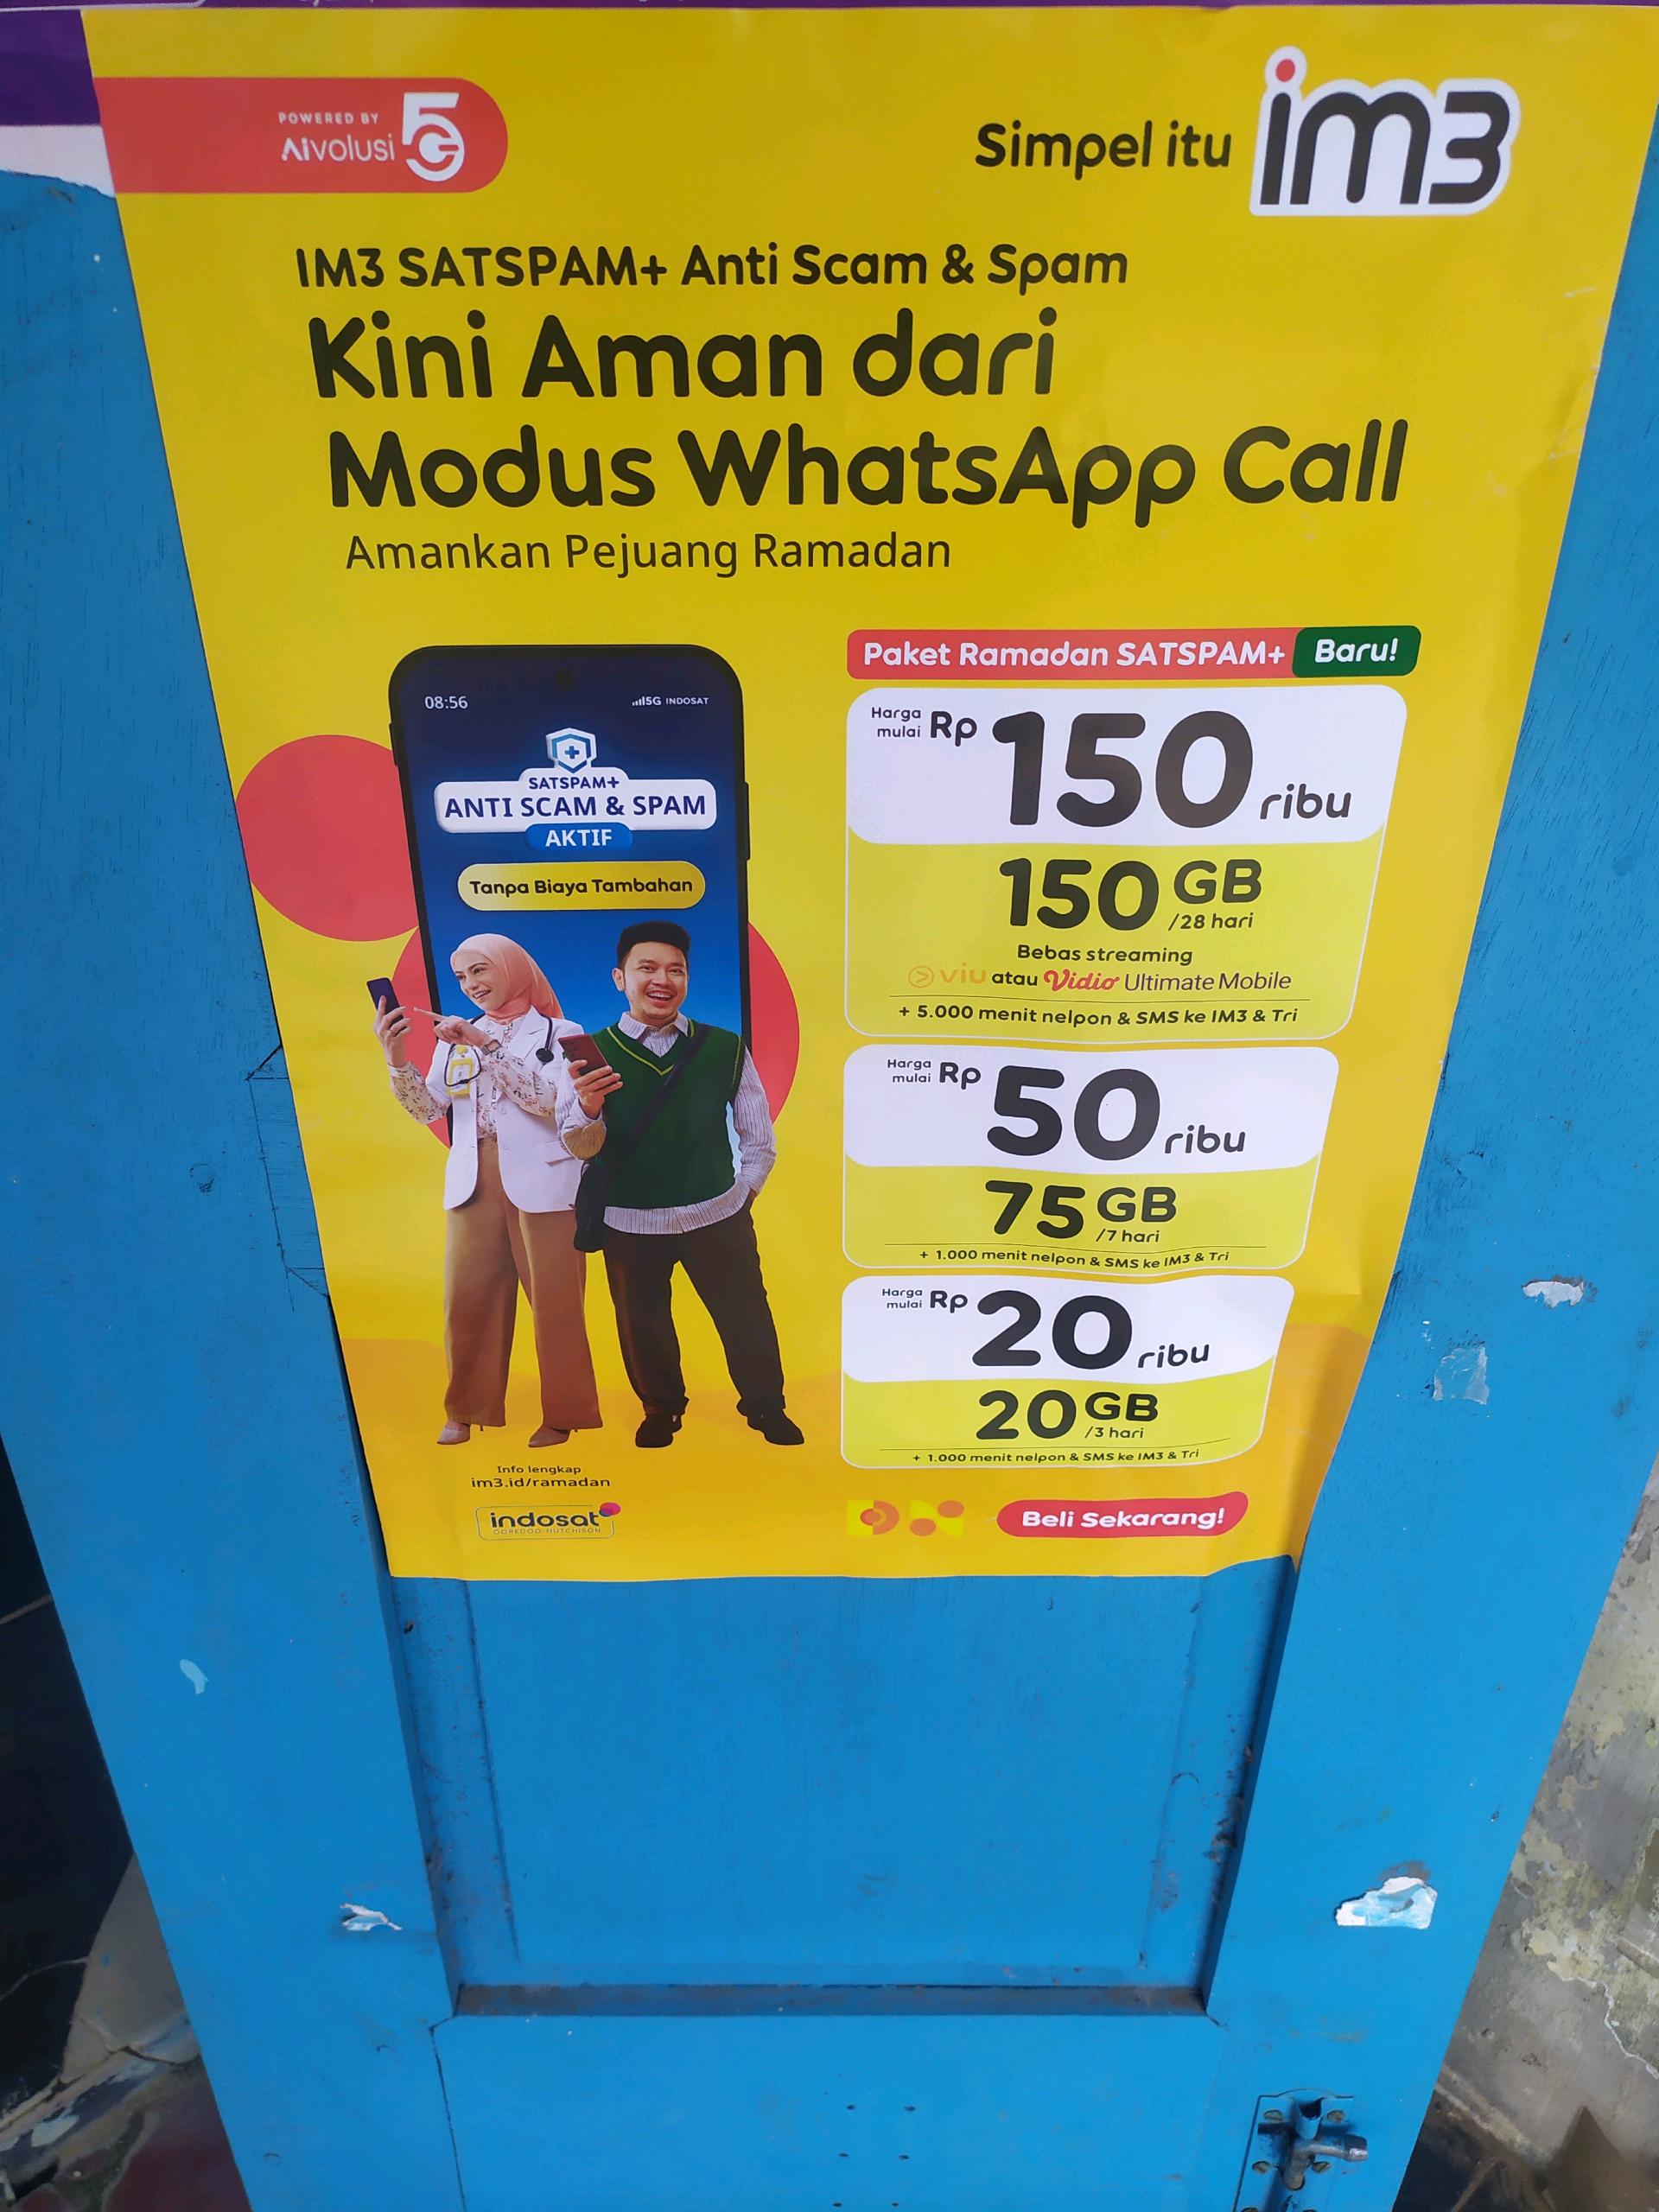 POWERED BY
AIvolusi 5G
Simpel itu im3
IM3 SATSPAM+ Anti Scam & Spam
Kini Aman dari
Modus WhatsApp Call
Amankan Pejuang Ramadan
08:56
5G INDOSAT
SATSPAM+
ANTI SCAM & SPAM
AKTIF
Tanpa Biaya Tambahan
Paket Ramadan SATSPAM+ Baru!
Harga mulai Rp 150 ribu
150 GB /28 hari
Bebas streaming
viu atau Vidio Ultimate Mobile
+ 5.000 menit nelpon & SMS ke IM3 & Tri
Harga mulai Rp 50 ribu
75 GB /7 hari
+ 1.000 menit nelpon & SMS ke IM3 & Tri
Harga mulai Rp 20 ribu
20 GB /3 hari
+ 1.000 menit nelpon & SMS ke IM3 & Tri
Info lengkap
im3.id/ramadan
indosat
OOREDOO HUTCHISON
Beli Sekarang!